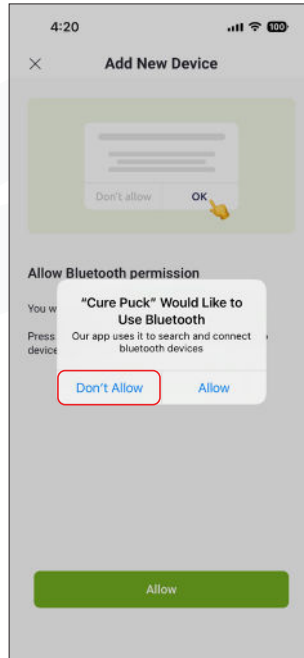 4:20
100
Add New Device
Don't allow
OK
Allow Bluetooth permission
You w
"Cure Puck" Would Like to
Use Bluetooth
Press
Our app uses it to search and connect
device
bluetooth devices
Don't Allow
Allow
Allow